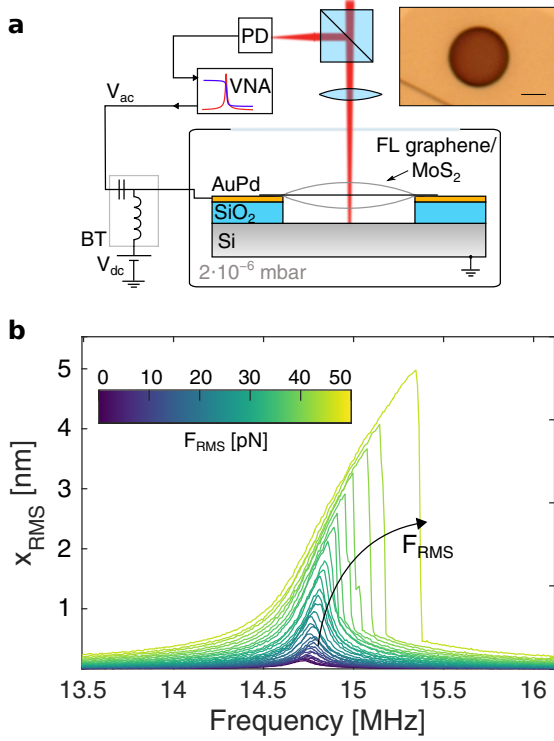 a
PD
VNA
V_ac
FL graphene/
MoS₂
AuPd
SiO₂
Si
BT
V_dc
2·10⁻⁶ mbar
b
5
4
3
2
1
x_RMS [nm]
0 10 20 30 40 50
F_RMS [pN]
F_RMS
13.5 14 14.5 15 15.5 16
Frequency [MHz]